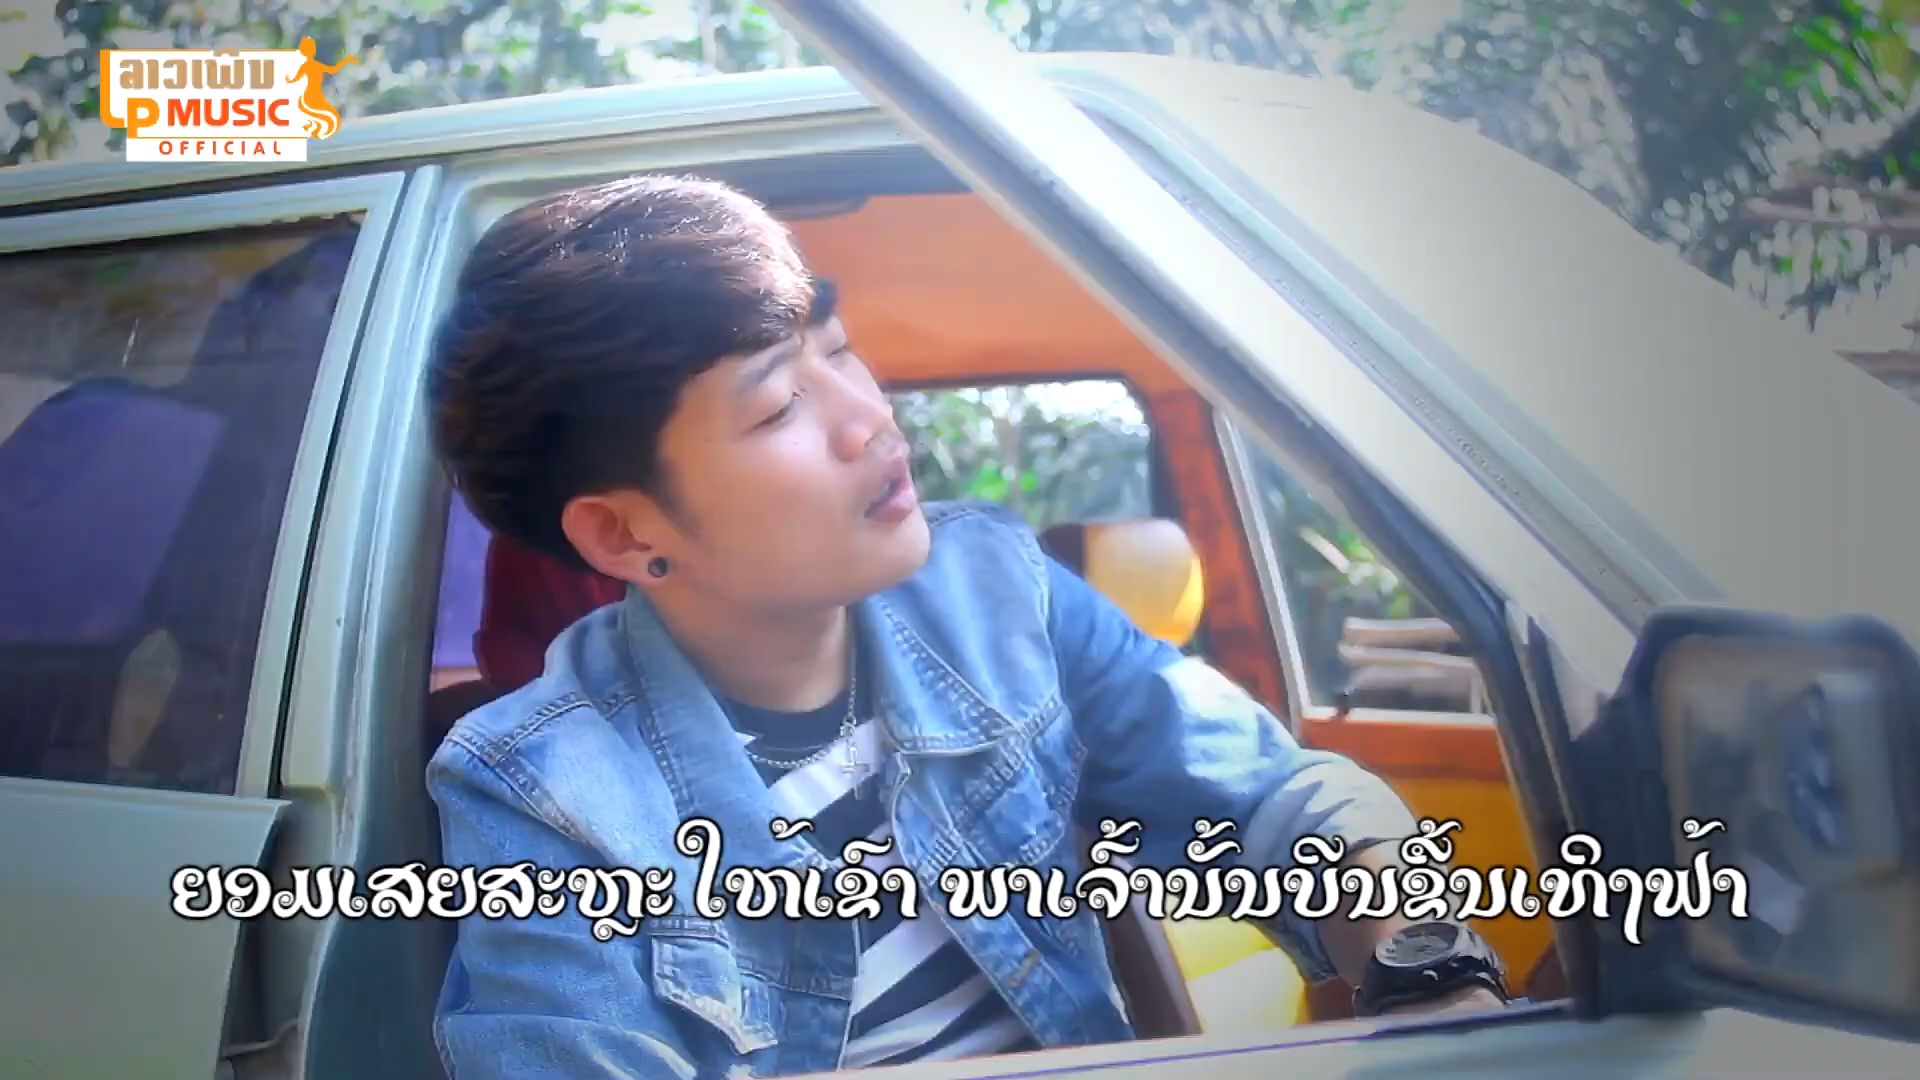 ລາວເພີນ
LP MUSIC
OFFICIAL
ຍອມເສຍສະຫຼະ ໃຫ້ເຂົາ ພາເຈົ້ານັ້ນບິນຂຶ້ນເທິງຟ້າ